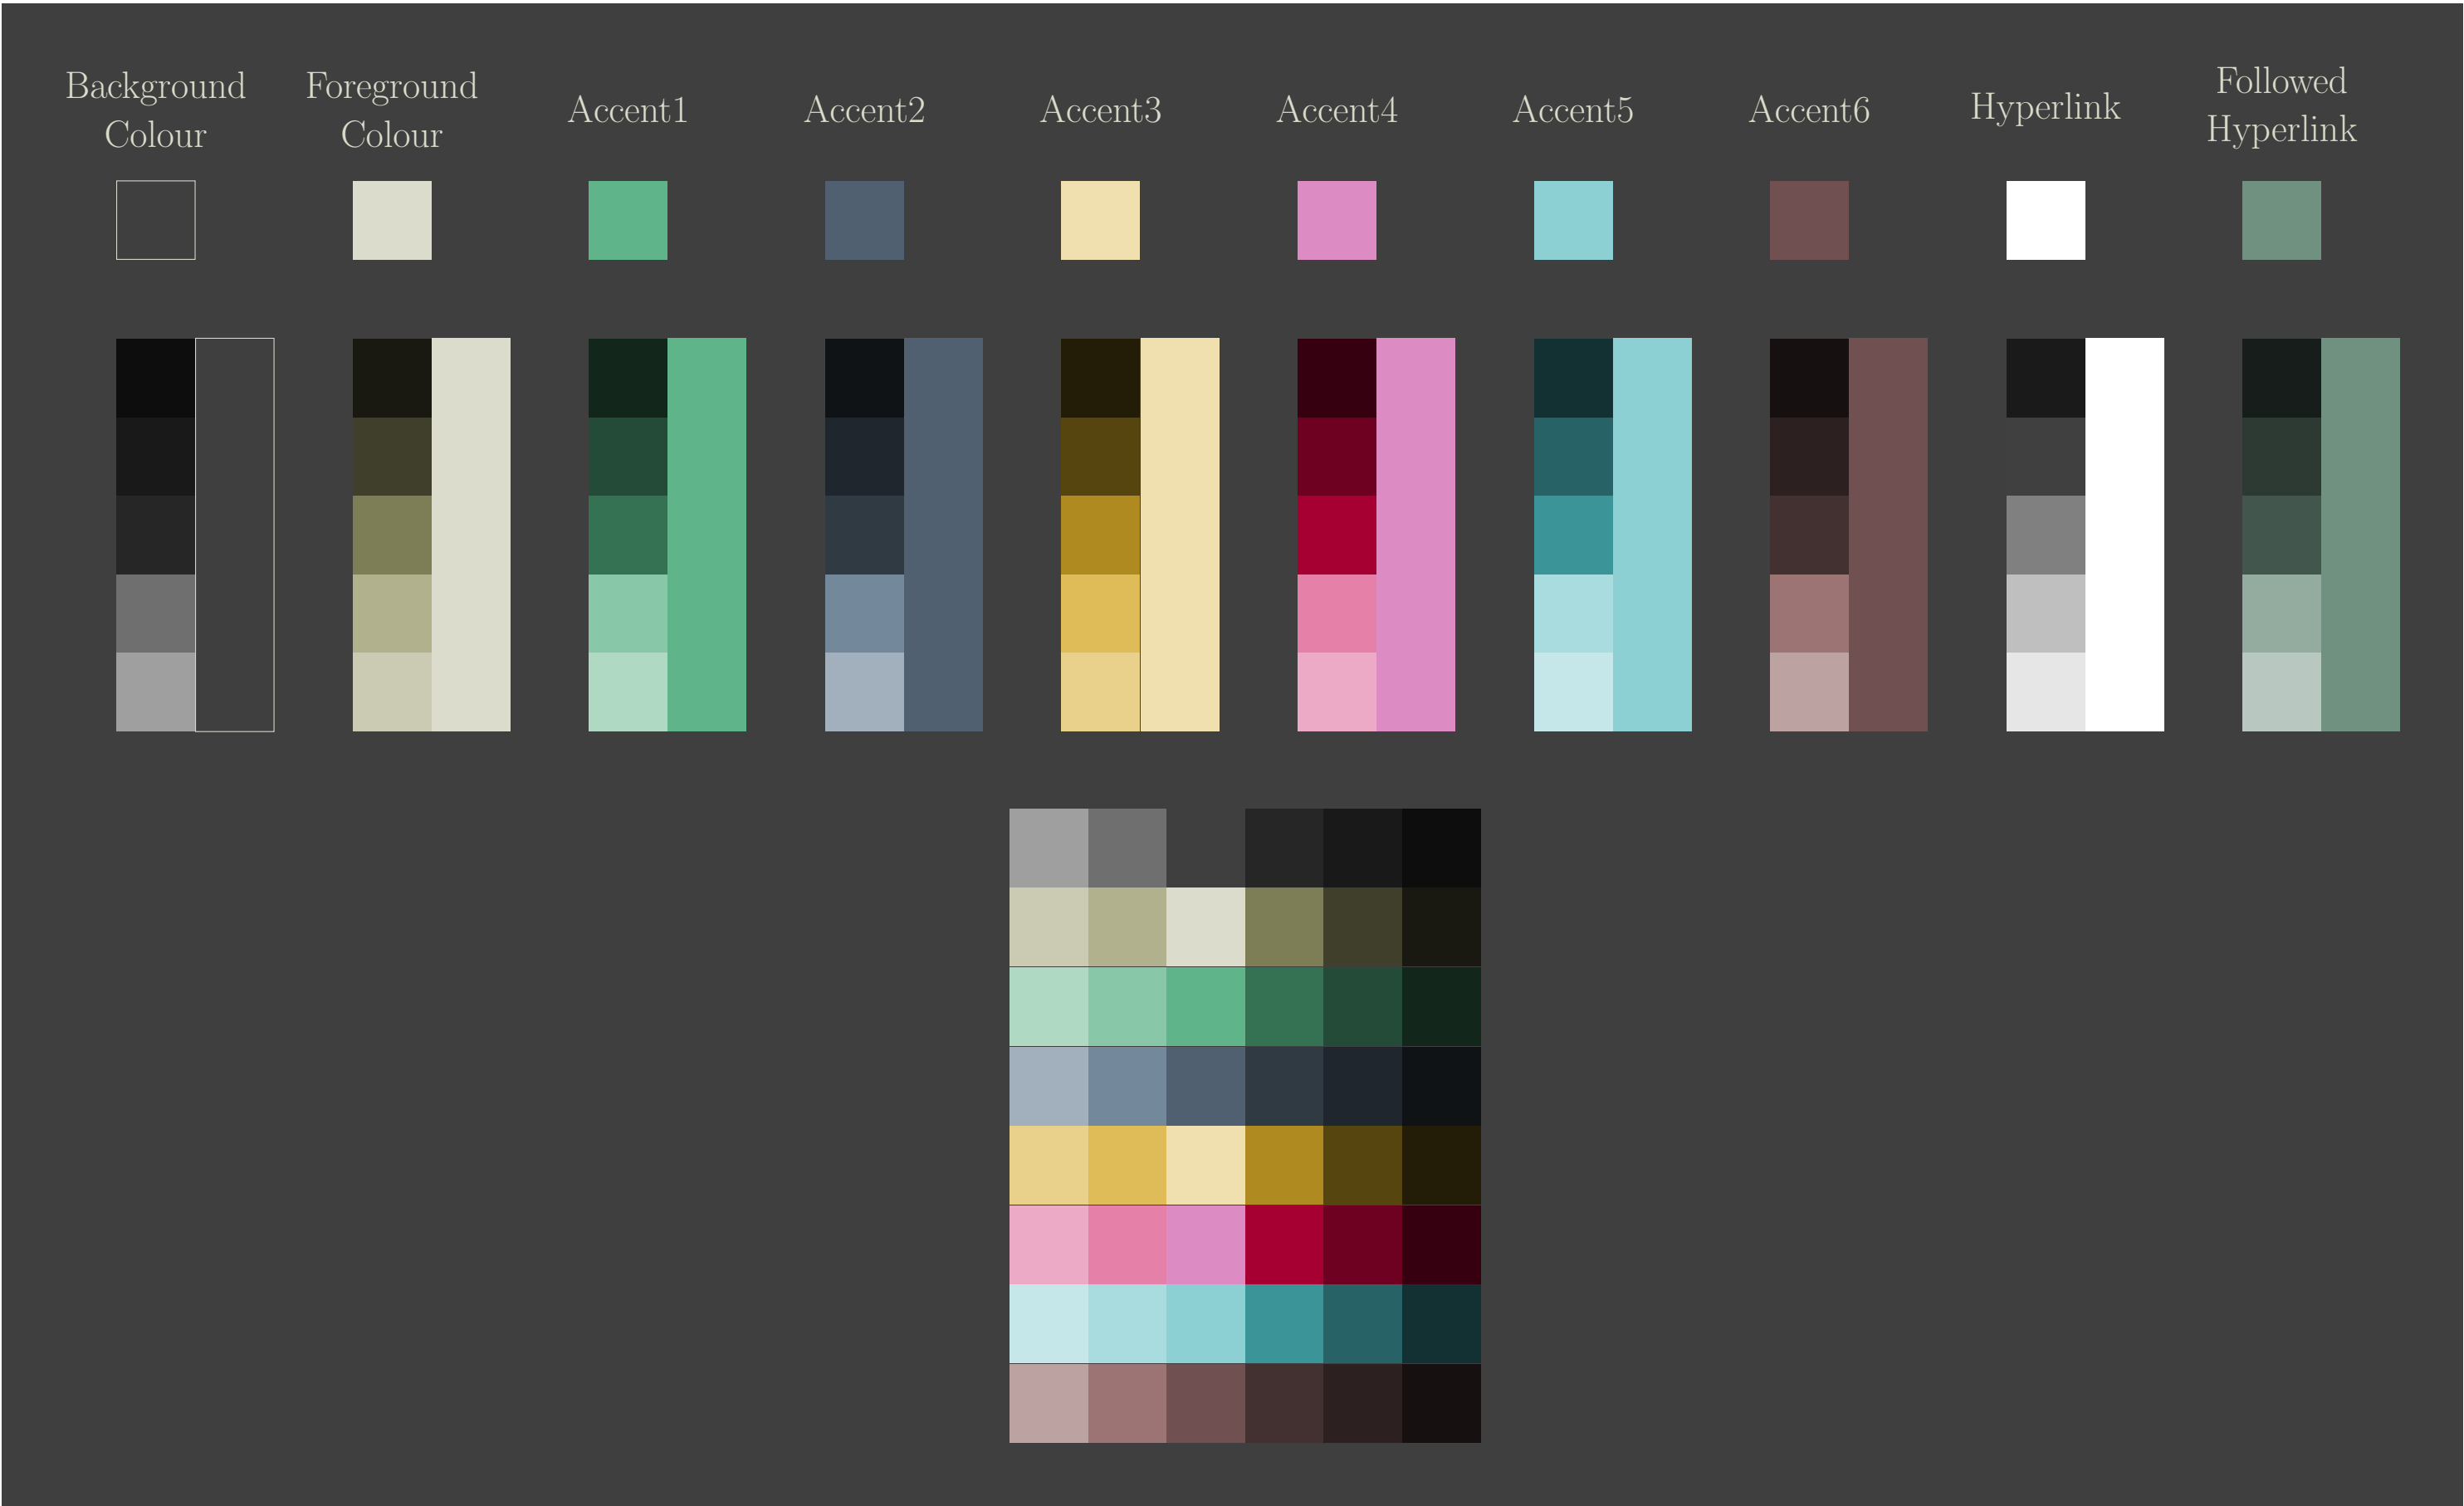 Background
Colour
Foreground
Colour
Accent1
Accent2
Accent3
Accent4
Accent5
Accent6
Hyperlink
Followed
Hyperlink